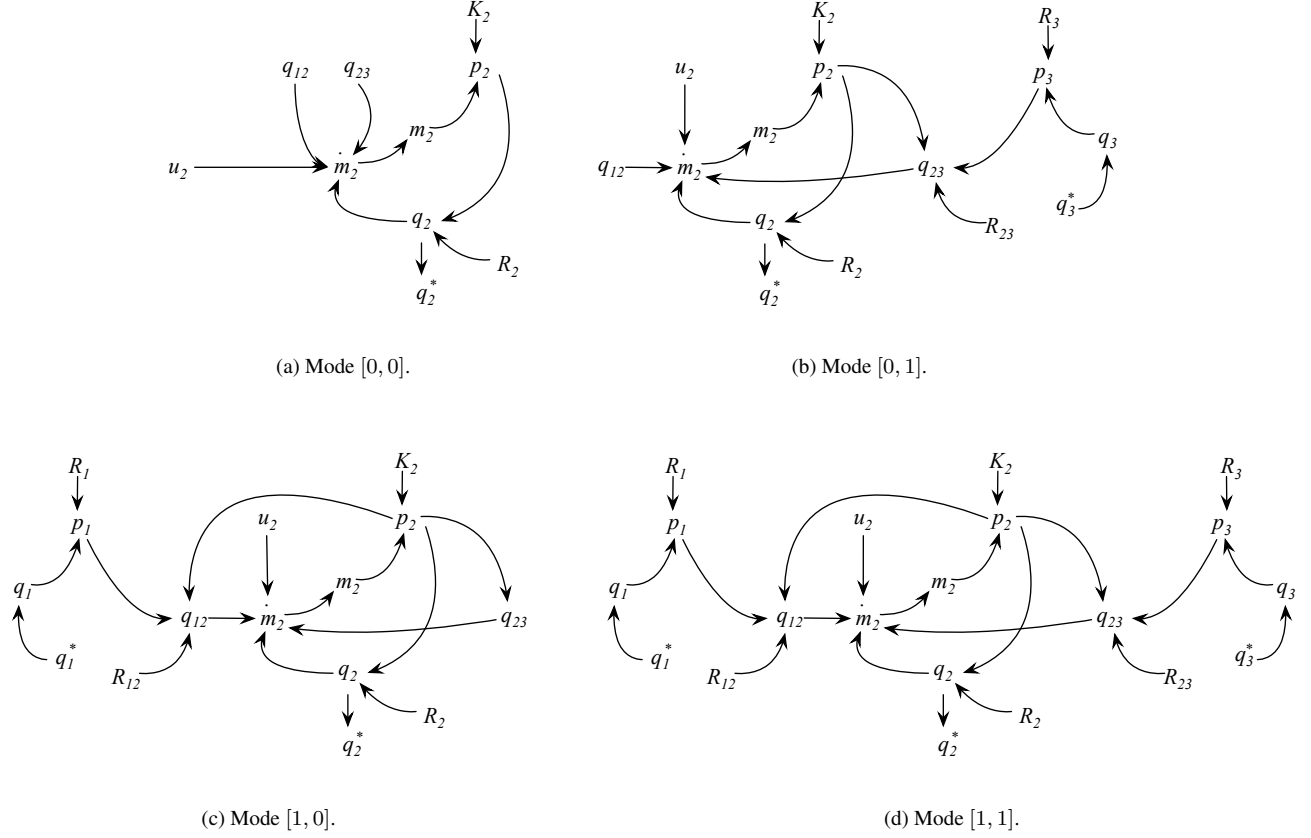 K2
q12 q23 p2
m2
u2 ṁ2
q2
R2
q2*
(a) Mode [0, 0].
K2 R3
u2 p2 p3
m2 q3
q12 ṁ2 q23
q3*
q2 R23
R2
q2*
(b) Mode [0, 1].
R1 K2
p1 u2 p2
q1 m2
q12 ṁ2 q23
q1*
R12 q2
R2
q2*
(c) Mode [1, 0].
R1 K2 R3
p1 u2 p2 p3
q1 m2 q3
q12 ṁ2 q23
q1* q3*
R12 q2 R23
R2
q2*
(d) Mode [1, 1].